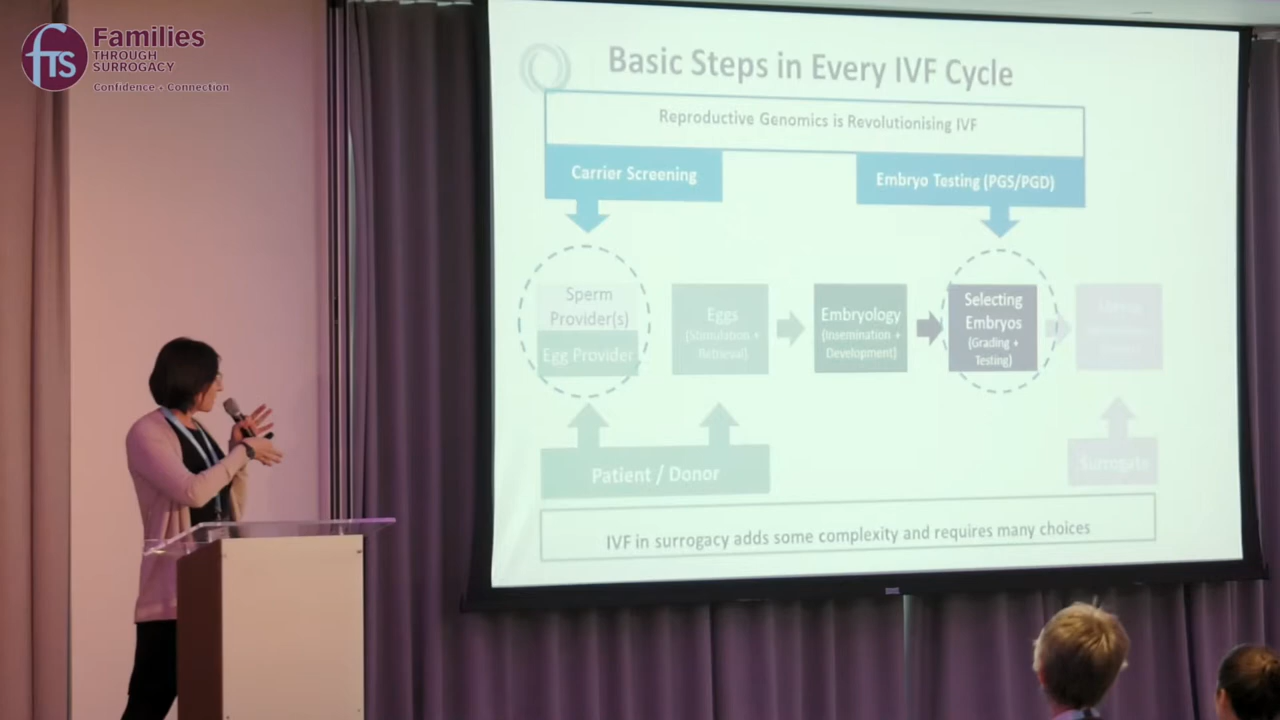 fTS
Families
THROUGH
SURROGACY
Confidence + Connection
Basic Steps in Every IVF Cycle
Reproductive Genomics is Revolutionising IVF
Carrier Screening
Embryo Testing (PGS/PGD)
Sperm
Provider(s)
Egg Provider
Eggs
(Stimulation +
Retrieval)
Embryology
(Insemination +
Development)
Selecting
Embryos
(Grading +
Testing)
Patient / Donor
Surrogate
IVF in surrogacy adds some complexity and requires many choices